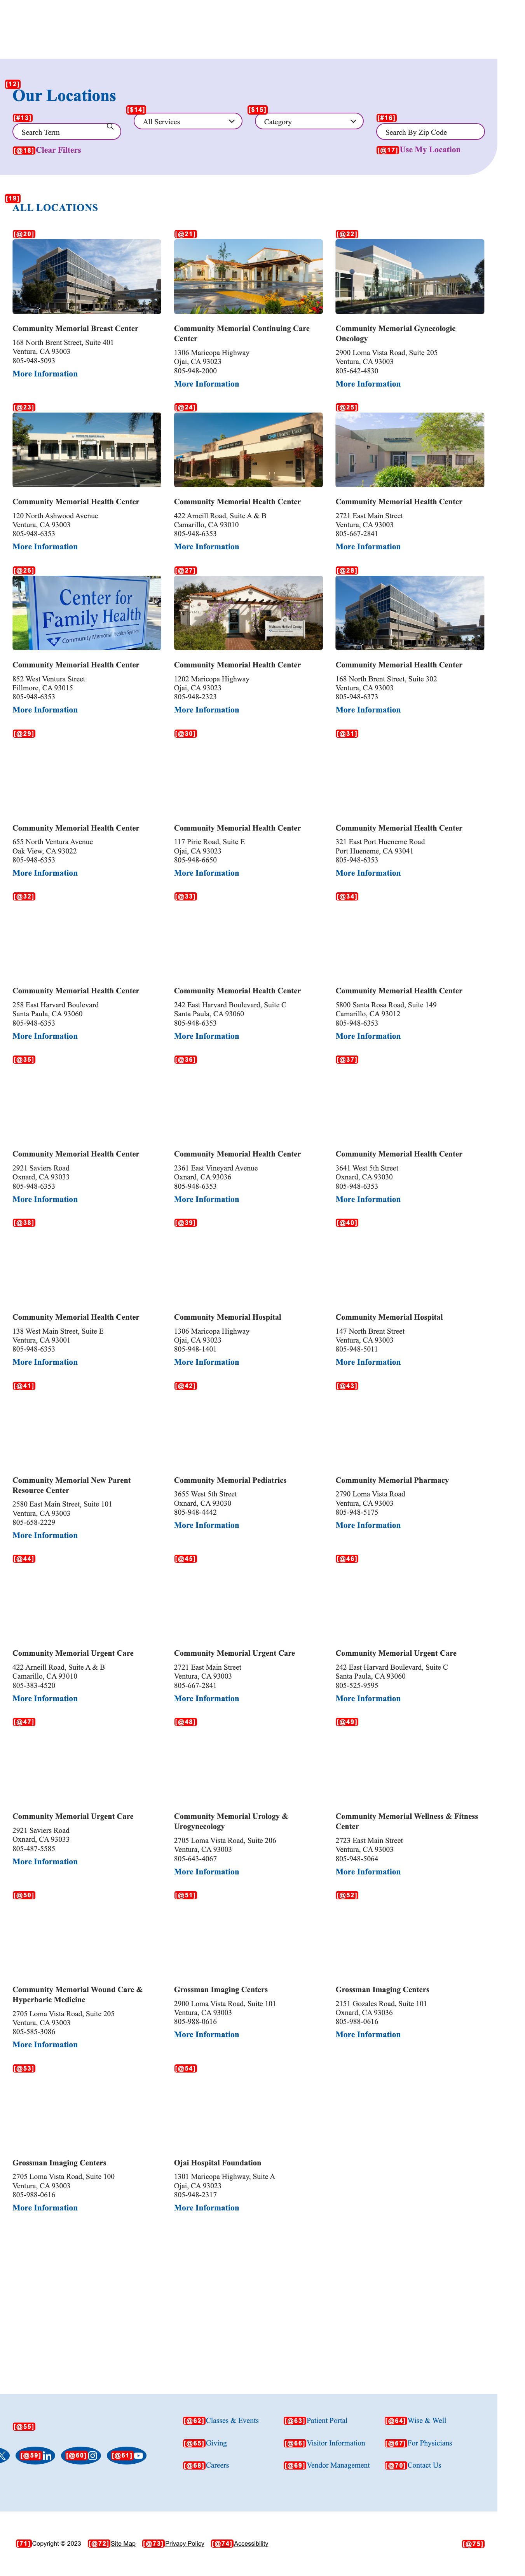 [12]
Our Locations
[#13] [$14] [$15] [#16]
Search Term All Services Category Search By Zip Code
[@18] Clear Filters [@17] Use My Location
[19]
ALL LOCATIONS
[@20] [@21] [@22]
Community Memorial Breast Center
168 North Brent Street, Suite 401
Ventura, CA 93003
805-948-5093
More Information
Community Memorial Continuing Care
Center
1306 Maricopa Highway
Ojai, CA 93023
805-948-2000
More Information
Community Memorial Gynecologic
Oncology
2900 Loma Vista Road, Suite 205
Ventura, CA 93003
805-642-4830
More Information
[@23] [@24] [@25]
Community Memorial Health Center
120 North Ashwood Avenue
Ventura, CA 93003
805-948-6353
More Information
Community Memorial Health Center
422 Arneill Road, Suite A & B
Camarillo, CA 93010
805-948-6353
More Information
Community Memorial Health Center
2721 East Main Street
Ventura, CA 93003
805-667-2841
More Information
[@26] [@27] [@28]
Center for
Family Health
Community Memorial Health System
Community Memorial Health Center
852 West Ventura Street
Fillmore, CA 93015
805-948-6353
More Information
Community Memorial Health Center
1202 Maricopa Highway
Ojai, CA 93023
805-948-2323
More Information
Community Memorial Health Center
168 North Brent Street, Suite 302
Ventura, CA 93003
805-948-6373
More Information
[@29] [@30] [@31]
Community Memorial Health Center
655 North Ventura Avenue
Oak View, CA 93022
805-948-6353
More Information
Community Memorial Health Center
117 Pirie Road, Suite E
Ojai, CA 93023
805-948-6650
More Information
Community Memorial Health Center
321 East Port Hueneme Road
Port Hueneme, CA 93041
805-948-6353
More Information
[@32] [@33] [@34]
Community Memorial Health Center
258 East Harvard Boulevard
Santa Paula, CA 93060
805-948-6353
More Information
Community Memorial Health Center
242 East Harvard Boulevard, Suite C
Santa Paula, CA 93060
805-948-6353
More Information
Community Memorial Health Center
5800 Santa Rosa Road, Suite 149
Camarillo, CA 93012
805-948-6353
More Information
[@35] [@36] [@37]
Community Memorial Health Center
2921 Saviers Road
Oxnard, CA 93033
805-948-6353
More Information
Community Memorial Health Center
2361 East Vineyard Avenue
Oxnard, CA 93036
805-948-6353
More Information
Community Memorial Health Center
3641 West 5th Street
Oxnard, CA 93030
805-948-6353
More Information
[@38] [@39] [@40]
Community Memorial Health Center
138 West Main Street, Suite E
Ventura, CA 93001
805-948-6353
More Information
Community Memorial Hospital
1306 Maricopa Highway
Ojai, CA 93023
805-948-1401
More Information
Community Memorial Hospital
147 North Brent Street
Ventura, CA 93003
805-948-5011
More Information
[@41] [@42] [@43]
Community Memorial New Parent
Resource Center
2580 East Main Street, Suite 101
Ventura, CA 93003
805-658-2229
More Information
Community Memorial Pediatrics
3655 West 5th Street
Oxnard, CA 93030
805-948-4442
More Information
Community Memorial Pharmacy
2790 Loma Vista Road
Ventura, CA 93003
805-948-5175
More Information
[@44] [@45] [@46]
Community Memorial Urgent Care
422 Arneill Road, Suite A & B
Camarillo, CA 93010
805-383-4520
More Information
Community Memorial Urgent Care
2721 East Main Street
Ventura, CA 93003
805-667-2841
More Information
Community Memorial Urgent Care
242 East Harvard Boulevard, Suite C
Santa Paula, CA 93060
805-525-9595
More Information
[@47] [@48] [@49]
Community Memorial Urgent Care
2921 Saviers Road
Oxnard, CA 93033
805-487-5585
More Information
Community Memorial Urology &
Urogynecology
2705 Loma Vista Road, Suite 206
Ventura, CA 93003
805-643-4067
More Information
Community Memorial Wellness & Fitness
Center
2723 East Main Street
Ventura, CA 93003
805-948-5064
More Information
[@50] [@51] [@52]
Community Memorial Wound Care &
Hyperbaric Medicine
2705 Loma Vista Road, Suite 205
Ventura, CA 93003
805-585-3086
More Information
Grossman Imaging Centers
2900 Loma Vista Road, Suite 101
Ventura, CA 93003
805-988-0616
More Information
Grossman Imaging Centers
2151 Gozales Road, Suite 101
Oxnard, CA 93036
805-988-0616
More Information
[@53] [@54]
Grossman Imaging Centers
2705 Loma Vista Road, Suite 100
Ventura, CA 93003
805-988-0616
More Information
Ojai Hospital Foundation
1301 Maricopa Highway, Suite A
Ojai, CA 93023
805-948-2317
More Information
[@55]
[@59] [@60] [@61]
[@62] Classes & Events [@63] Patient Portal [@64] Wise & Well
[@65] Giving [@66] Visitor Information [@67] For Physicians
[@68] Careers [@69] Vendor Management [@70] Contact Us
[71] Copyright © 2023 [@72] Site Map [@73] Privacy Policy [@74] Accessibility [@75]